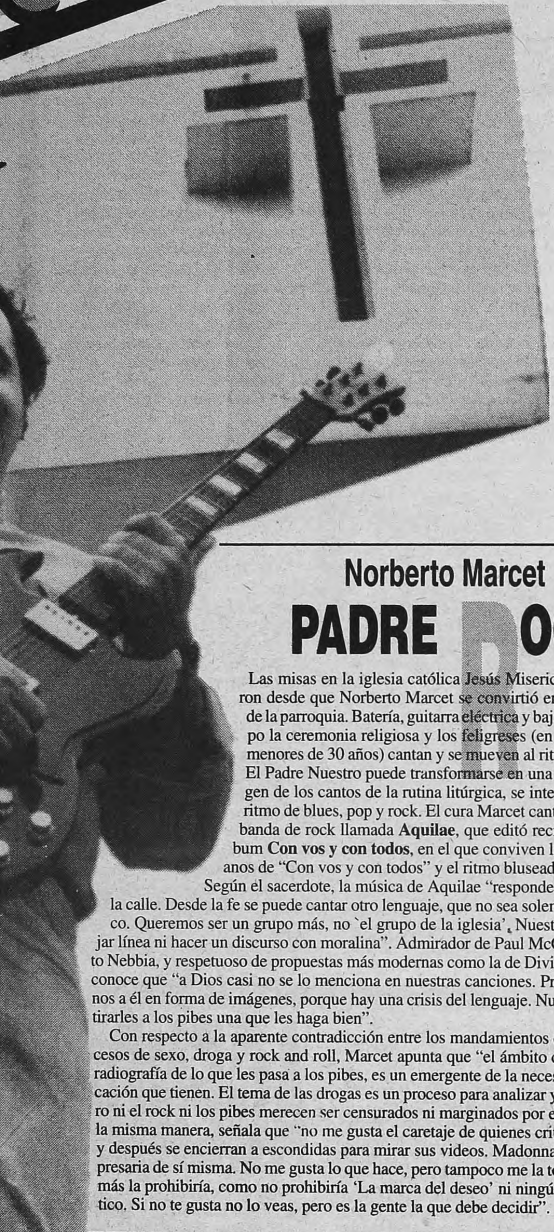 Norberto Marcet
PADRE RO
Las misas en la iglesia católica Jesús Miseric
ron desde que Norberto Marcet se convirtió en
de la parroquia. Batería, guitarra eléctrica y baj
po la ceremonia religiosa y los feligreses (en
menores de 30 años) cantan y se mueven al rit
El Padre Nuestro puede transformarse en una
gen de los cantos de la rutina litúrgica, se inte
ritmo de blues, pop y rock. El cura Marcet cant
banda de rock llamada Aquilae, que editó rec
bum Con vos y con todos, en el que conviven l
anos de “Con vos y con todos” y el ritmo blusead
Según el sacerdote, la música de Aquilae “responde
la calle. Desde la fe se puede cantar otro lenguaje, que no sea solem
co. Queremos ser un grupo más, no `el grupo de la iglesia’. Nuest
jar línea ni hacer un discurso con moralina”. Admirador de Paul McC
to Nebbia, y respetuoso de propuestas más modernas como la de Divi
conoce que “a Dios casi no se lo menciona en nuestras canciones. Pr
nos a él en forma de imágenes, porque hay una crisis del lenguaje. Nu
tirarles a los pibes una que les haga bien”.
Con respecto a la aparente contradicción entre los mandamientos
cesos de sexo, droga y rock and roll, Marcet apunta que “el ámbito
radiografía de lo que les pasa a los pibes, es un emergente de la neces
cación que tienen. El tema de las drogas es un proceso para analizar y
ro ni el rock ni los pibes merecen ser censurados ni marginados por e
la misma manera, señala que “no me gusta el caretaje de quienes crit
y después se encierran a escondidas para mirar sus videos. Madonna
presaria de sí misma. No me gusta lo que hace, pero tampoco me la t
más la prohibiría, como no prohibiría ‘La marca del deseo’ ni ningú
tico. Si no te gusta no lo veas, pero es la gente la que debe decidir”.